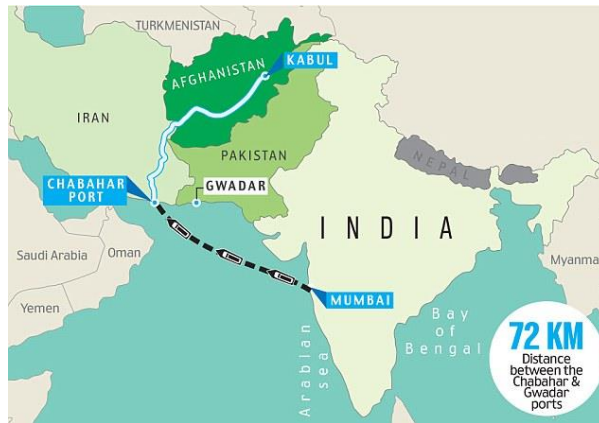 TURKMENISTAN
AFGHANISTAN
KABUL
IRAN
PAKISTAN
CHABAHAR
PORT
GWADAR
NEPAL
INDIA
Saudi Arabia
Oman
Myanma
Yemen
MUMBAI
Arabian
sea
Bay
of
Bengal
72 KM
Distance
between the
Chabahar &
Gwadar
ports